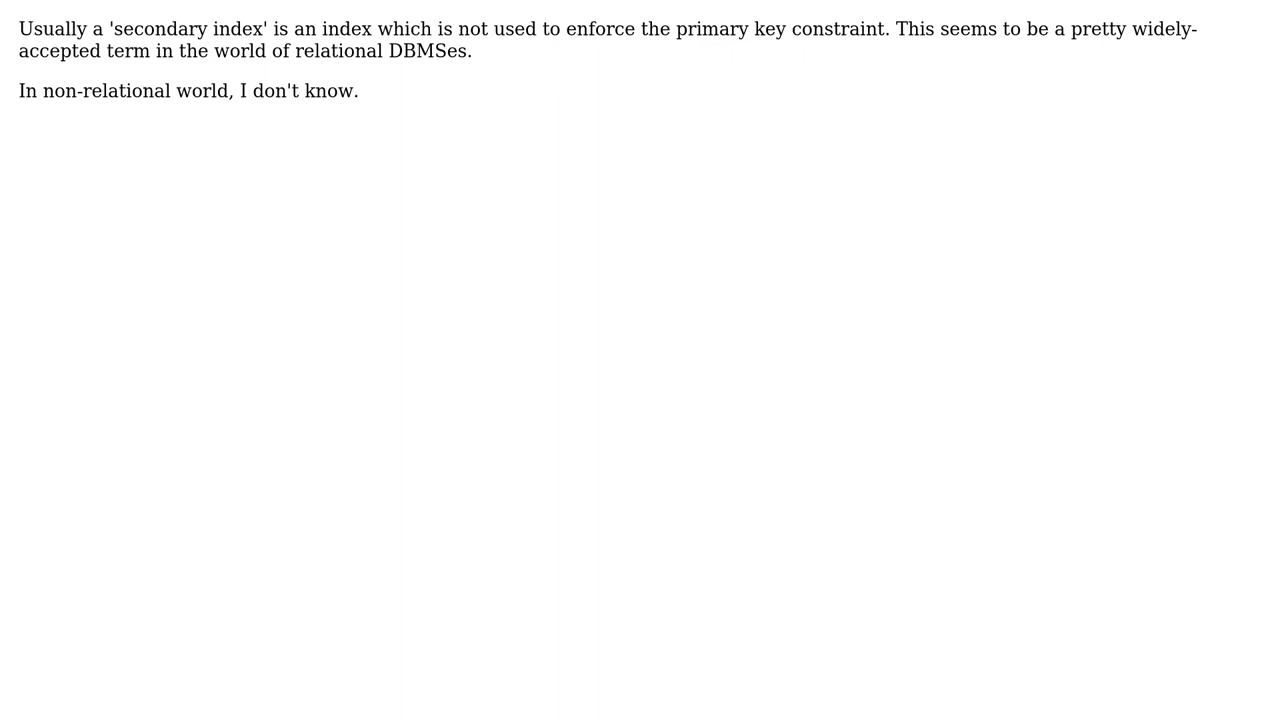 Usually a 'secondary index' is an index which is not used to enforce the primary key constraint. This seems to be a pretty widely-
accepted term in the world of relational DBMSes.
In non-relational world, I don't know.